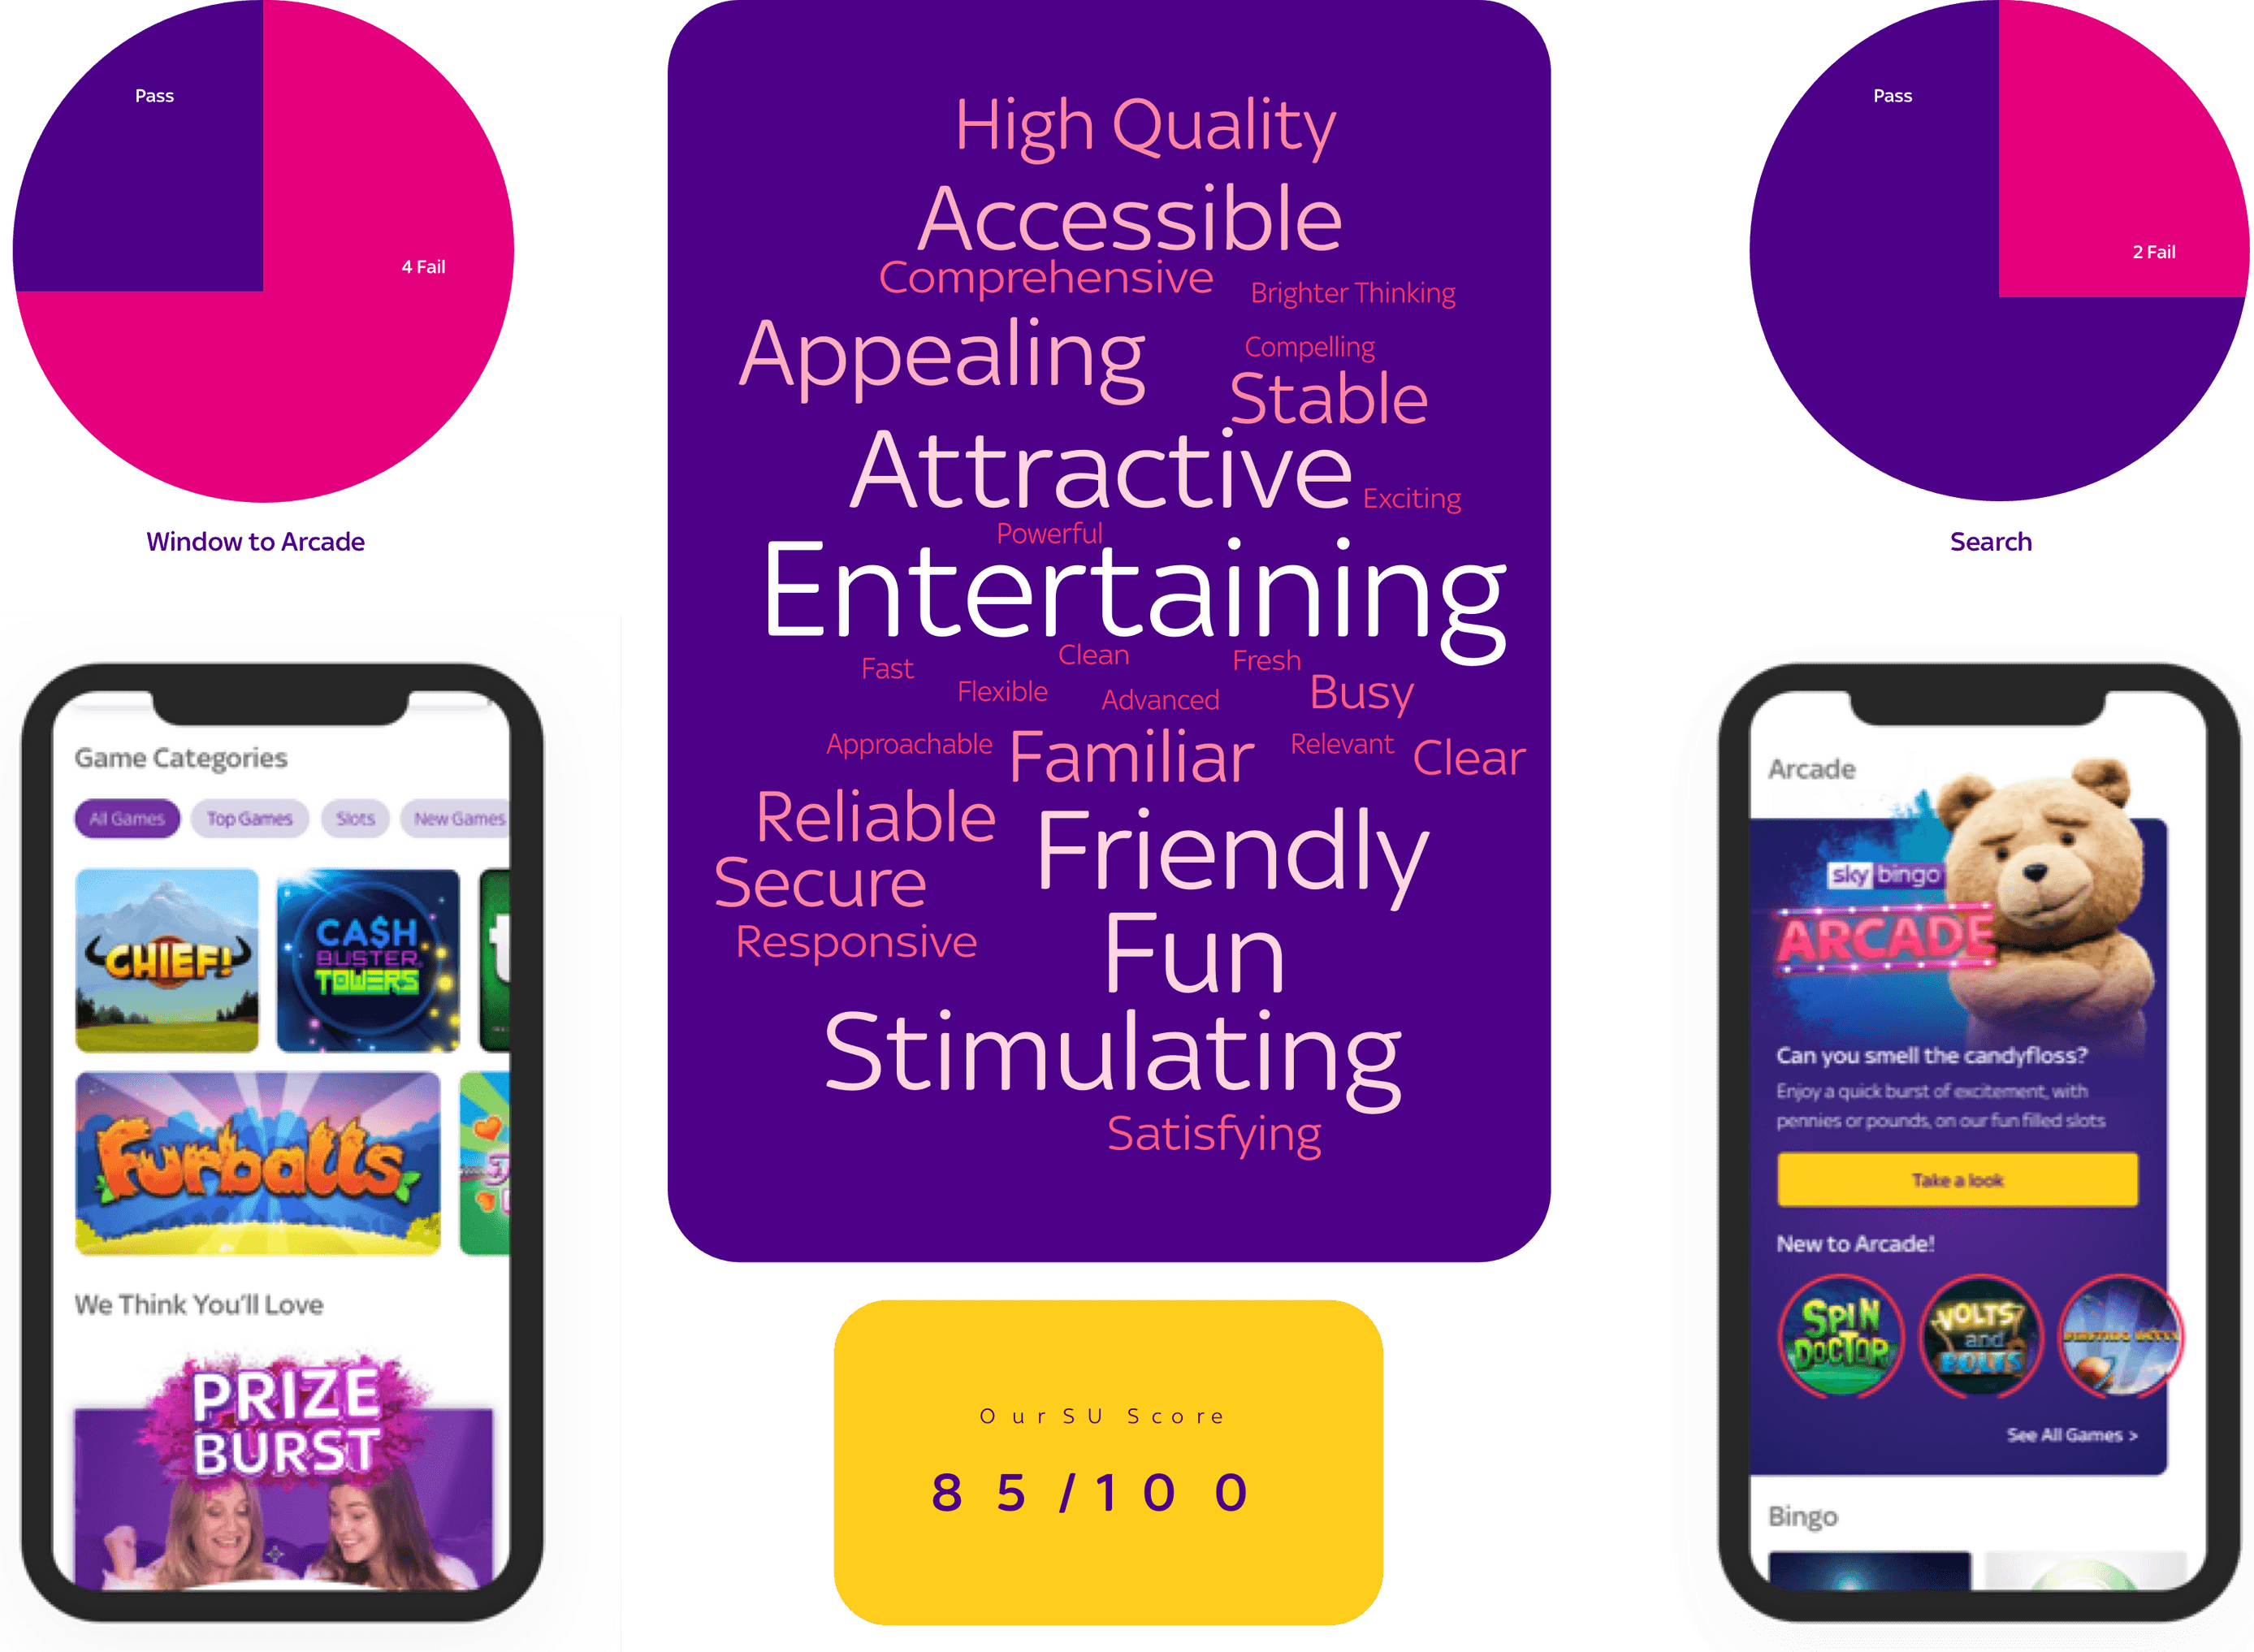 Pass
4 Fail
Window to Arcade
Game Categories
All Games
Top Games
Slots
New Games
CHIEF!
CA$H
BUSTER
TOWERS
Furballs
We Think You'll Love
PRIZE
BURST
High Quality
Accessible
Comprehensive
Brighter Thinking
Appealing
Compelling
Stable
Attractive
Exciting
Powerful
Entertaining
Fast
Clean
Fresh
Flexible
Advanced
Busy
Approachable
Familiar
Relevant
Clear
Reliable
Friendly
Secure
Responsive
Fun
Stimulating
Satisfying
OurSU Score
85/100
Pass
2 Fail
Search
Arcade
sky bingo
ARCADE
Can you smell the candyfloss?
Enjoy a quick burst of excitement, with
pennies or pounds, on our fun filled slots
Take a look
New to Arcade!
SPIN
DOCTOR
VOLTS
and
BOLTS
See All Games >
Bingo